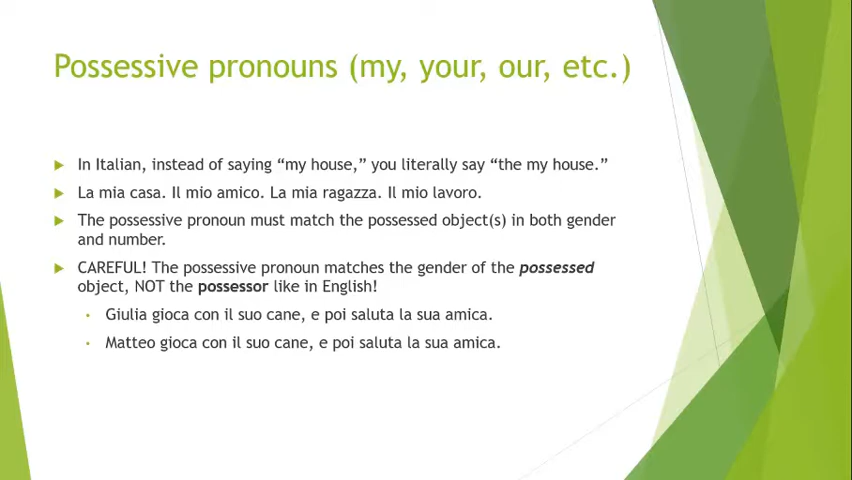 Possessive pronouns (my, your, our, etc.)
In Italian, instead of saying “my house,” you literally say “the my house.”
La mia casa. Il mio amico. La mia ragazza. Il mio lavoro.
The possessive pronoun must match the possessed object(s) in both gender
and number.
CAREFUL! The possessive pronoun matches the gender of the possessed
object, NOT the possessor like in English!
Giulia gioca con il suo cane, e poi saluta la sua amica.
Matteo gioca con il suo cane, e poi saluta la sua amica.